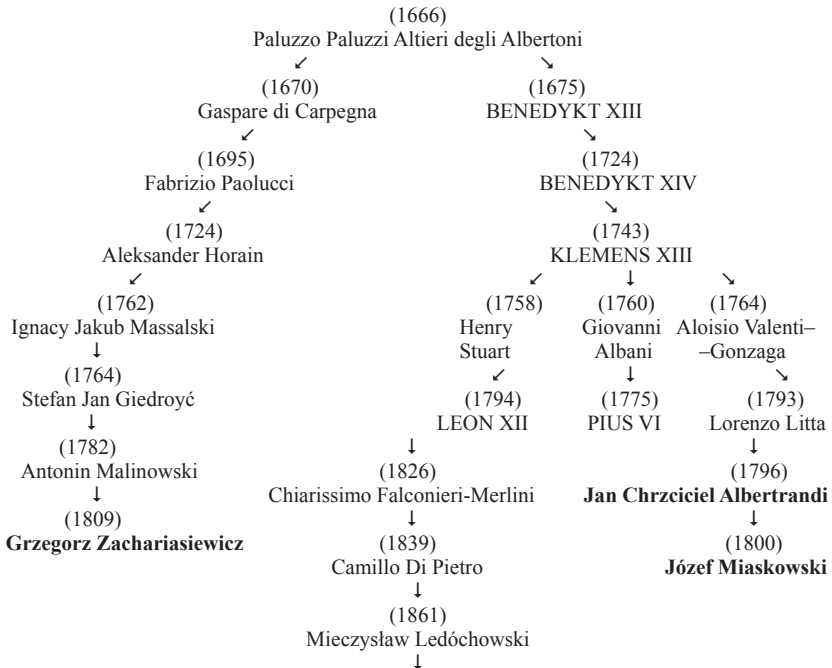 (1666)
Paluzzo Paluzzi Altieri degli Albertoni
↙ ↘
(1670) (1675)
Gaspare di Carpegna BENEDYKT XIII
↙ ↘
(1695) (1724)
Fabrizio Paolucci BENEDYKT XIV
↙ ↘
(1724) (1743)
Aleksander Horain KLEMENS XIII
↙ ↙ ↓ ↘
(1762) (1758) (1760) (1764)
Ignacy Jakub Massalski Henry Giovanni Aloisio Valenti–
↓ Stuart Albani –Gonzaga
(1764) ↙ ↓ ↘
Stefan Jan Giedroyć (1794) (1775) (1793)
↓ LEON XII PIUS VI Lorenzo Litta
(1782) ↓ ↓
Antonin Malinowski (1826) (1796)
↓ Chiarissimo Falconieri-Merlini Jan Chrzciciel Albertrandi
(1809) ↓ ↓
Grzegorz Zachariasiewicz (1839) (1800)
Camillo Di Pietro Józef Miaskowski
↓
(1861)
Mieczysław Ledóchowski
↓